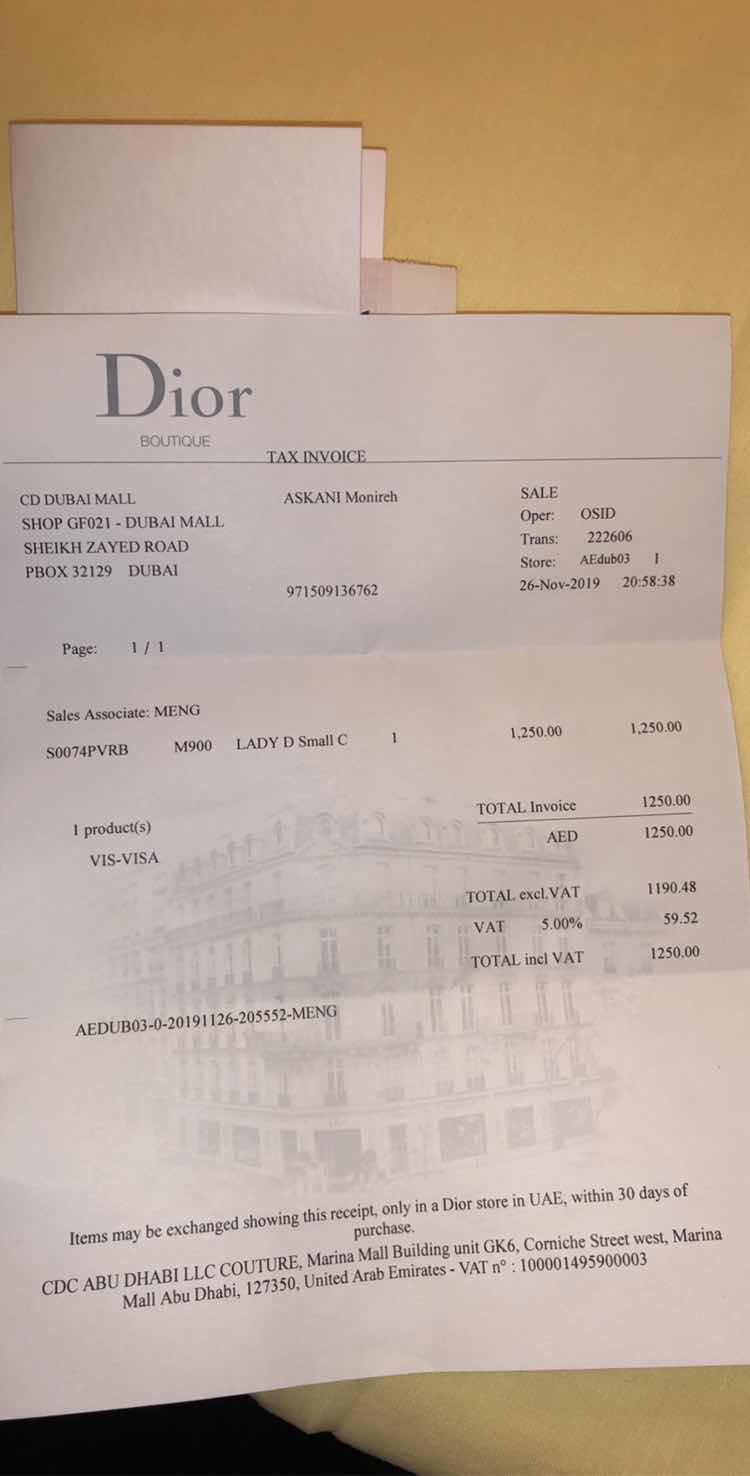 Dior
BOUTIQUE
TAX INVOICE
CD DUBAI MALL
SHOP GF021 - DUBAI MALL
SHEIKH ZAYED ROAD
PBOX 32129 DUBAI
ASKANI Monireh
971509136762
SALE
Oper: OSID
Trans: 222606
Store: AEdub03 1
26-Nov-2019 20:58:38
Page: 1 / 1
Sales Associate: MENG
S0074PVRB M900 LADY D Small C 1 1,250.00 1,250.00
TOTAL Invoice 1250.00
1 product(s)
AED 1250.00
VIS-VISA
TOTAL excl.VAT 1190.48
VAT 5.00% 59.52
TOTAL incl VAT 1250.00
AEDUB03-0-20191126-205552-MENG
Items may be exchanged showing this receipt, only in a Dior store in UAE, within 30 days of
purchase.
CDC ABU DHABI LLC COUTURE, Marina Mall Building unit GK6, Corniche Street west, Marina
Mall Abu Dhabi, 127350, United Arab Emirates - VAT n° : 100001495900003